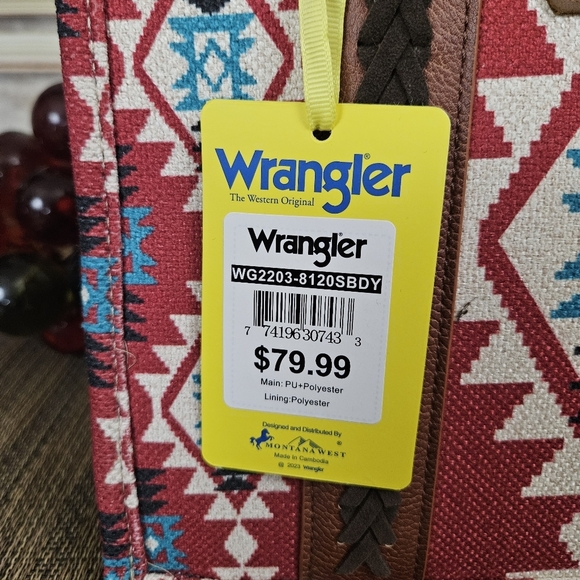 Wrangler®
The Western Original
Wrangler
WG2203-8120SBDY
7 74196 30743 3
$79.99
Main: PU+Polyester
Lining:Polyester
Designed and Distributed By
MONTANA WEST®
Made In Cambodia
@ 2023 Wrangler